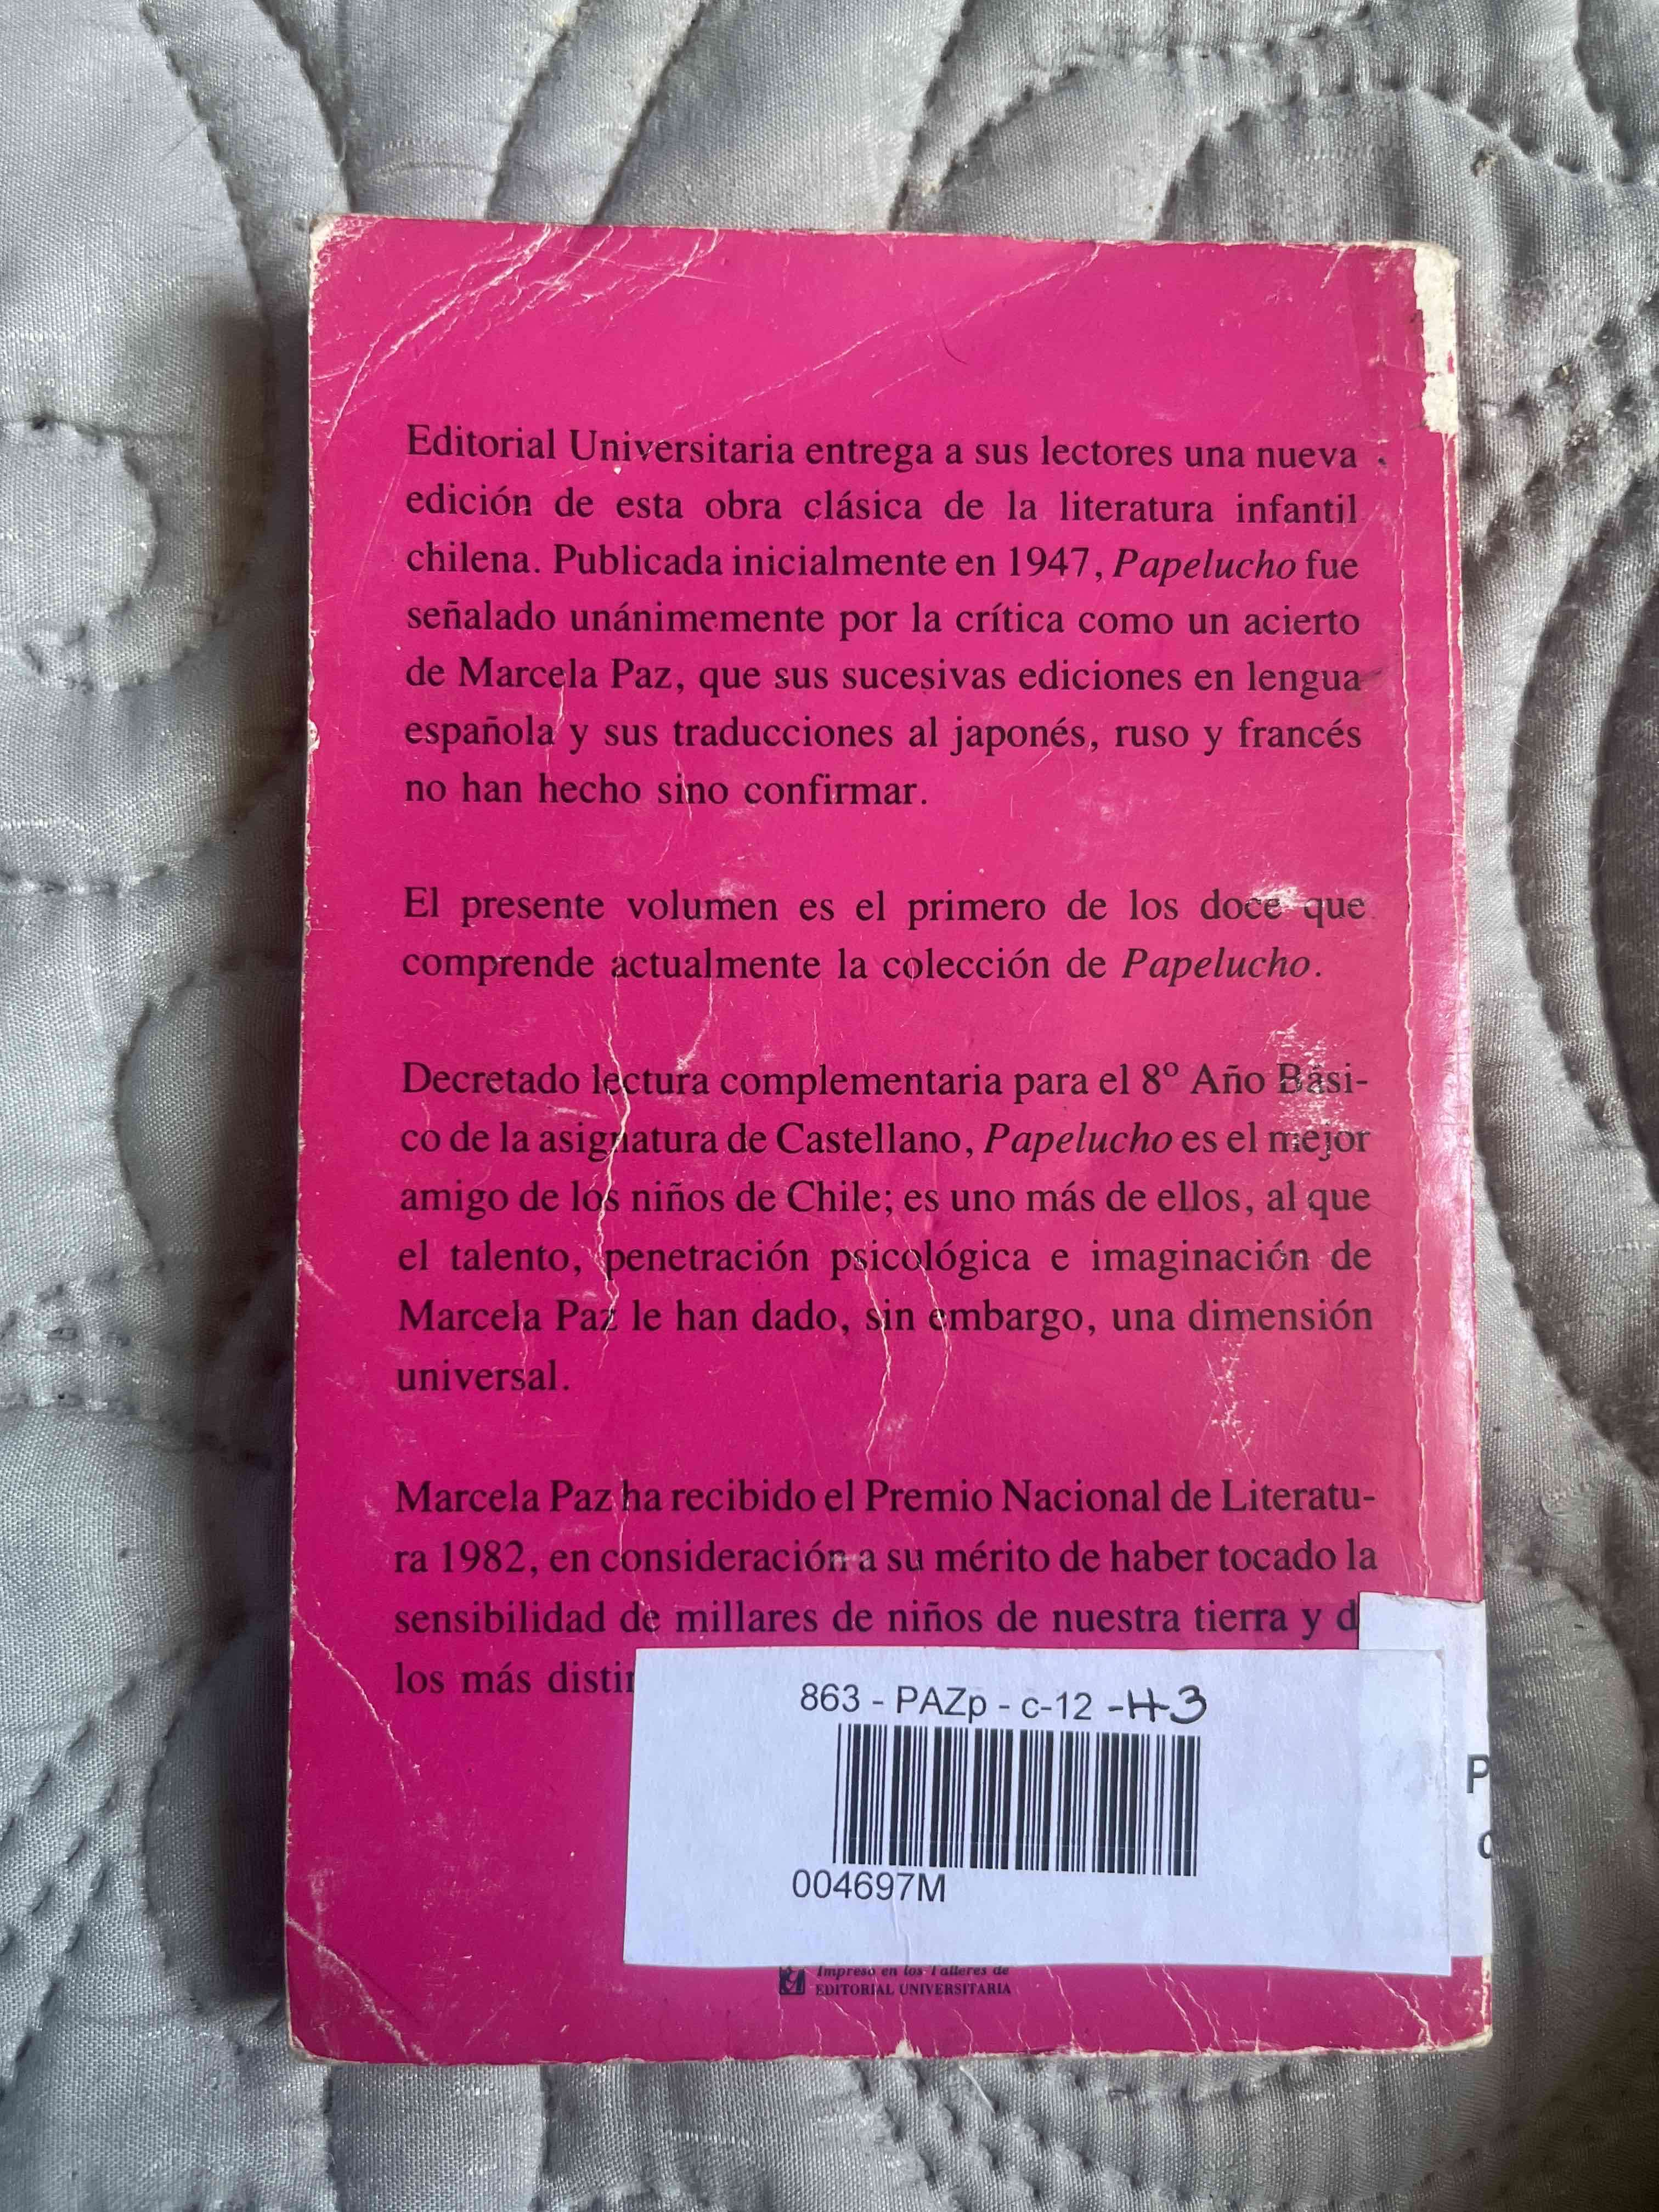 Editorial Universitaria entrega a sus lectores una nueva
edición de esta obra clásica de la literatura infantil
chilena. Publicada inicialmente en 1947, Papelucho fue
señalado unánimemente por la crítica como un acierto
de Marcela Paz, que sus sucesivas ediciones en lengua
española y sus traducciones al japonés, ruso y francés
no han hecho sino confirmar.
El presente volumen es el primero de los doce que
comprende actualmente la colección de Papelucho.
Decretado lectura complementaria para el 8º Año Bási-
co de la asignatura de Castellano, Papelucho es el mejor
amigo de los niños de Chile; es uno más de ellos, al que
el talento, penetración psicológica e imaginación de
Marcela Paz le han dado, sin embargo, una dimensión
universal.
Marcela Paz ha recibido el Premio Nacional de Literatu-
ra 1982, en consideración a su mérito de haber tocado la
sensibilidad de millares de niños de nuestra tierra y d
los más
863 - PAZp - c-12 -H3
004697M
P
Impreso en los Talleres de
EDITORIAL UNIVERSITARIA